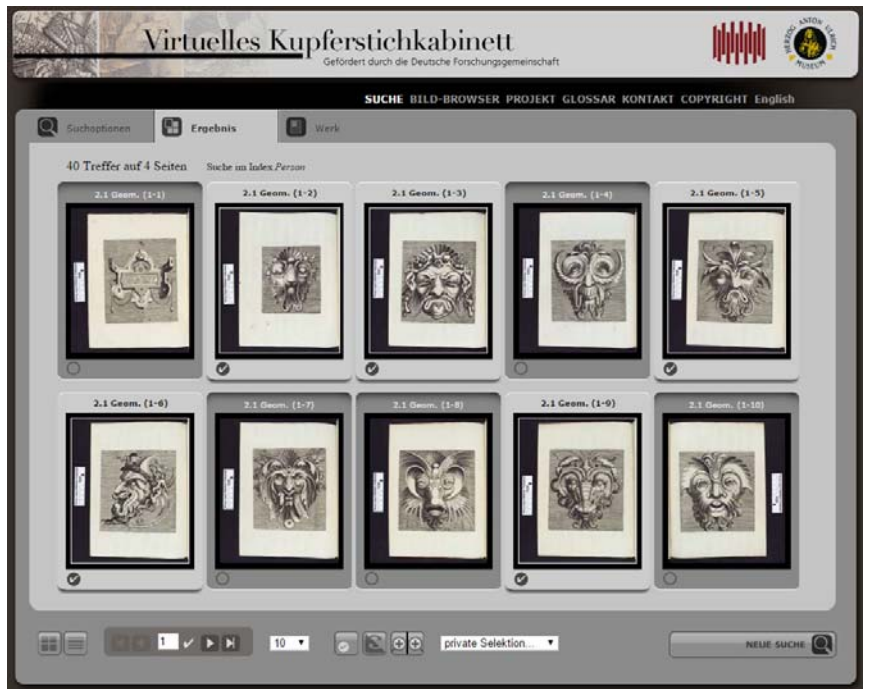 Virtuelles Kupferstichkabinett
Gefördert durch die Deutsche Forschungsgemeinschaft
HERZOG ANTON ULRICH MUSEUM
SUCHE BILD-BROWSER PROJEKT GLOSSAR KONTAKT COPYRIGHT English
Suchoptionen Ergebnis Werk
40 Treffer auf 4 Seiten Suche im Index Person
2.1 Geom. (1-1) 2.1 Geom. (1-2) 2.1 Geom. (1-3) 2.1 Geom. (1-4) 2.1 Geom. (1-5)
2.1 Geom. (1-6) 2.1 Geom. (1-7) 2.1 Geom. (1-8) 2.1 Geom. (1-9) 2.1 Geom. (1-10)
1 10 private Selektion... NEUE SUCHE